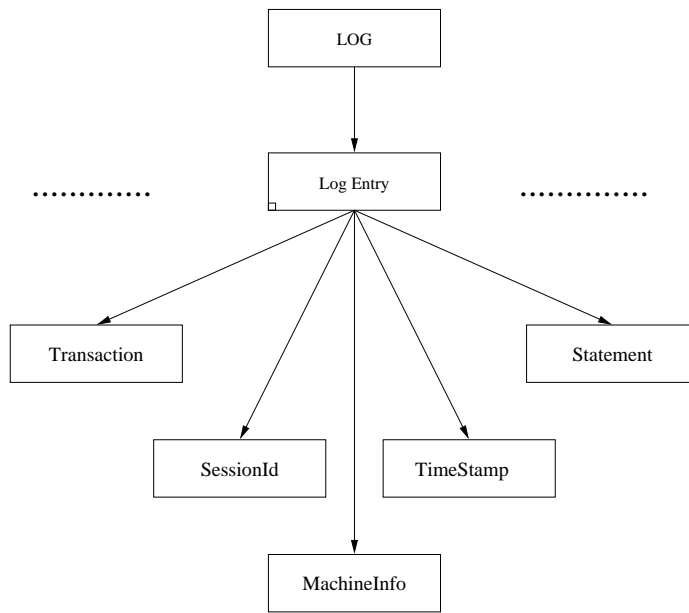 LOG
Log Entry
Transaction
Statement
SessionId
TimeStamp
MachineInfo